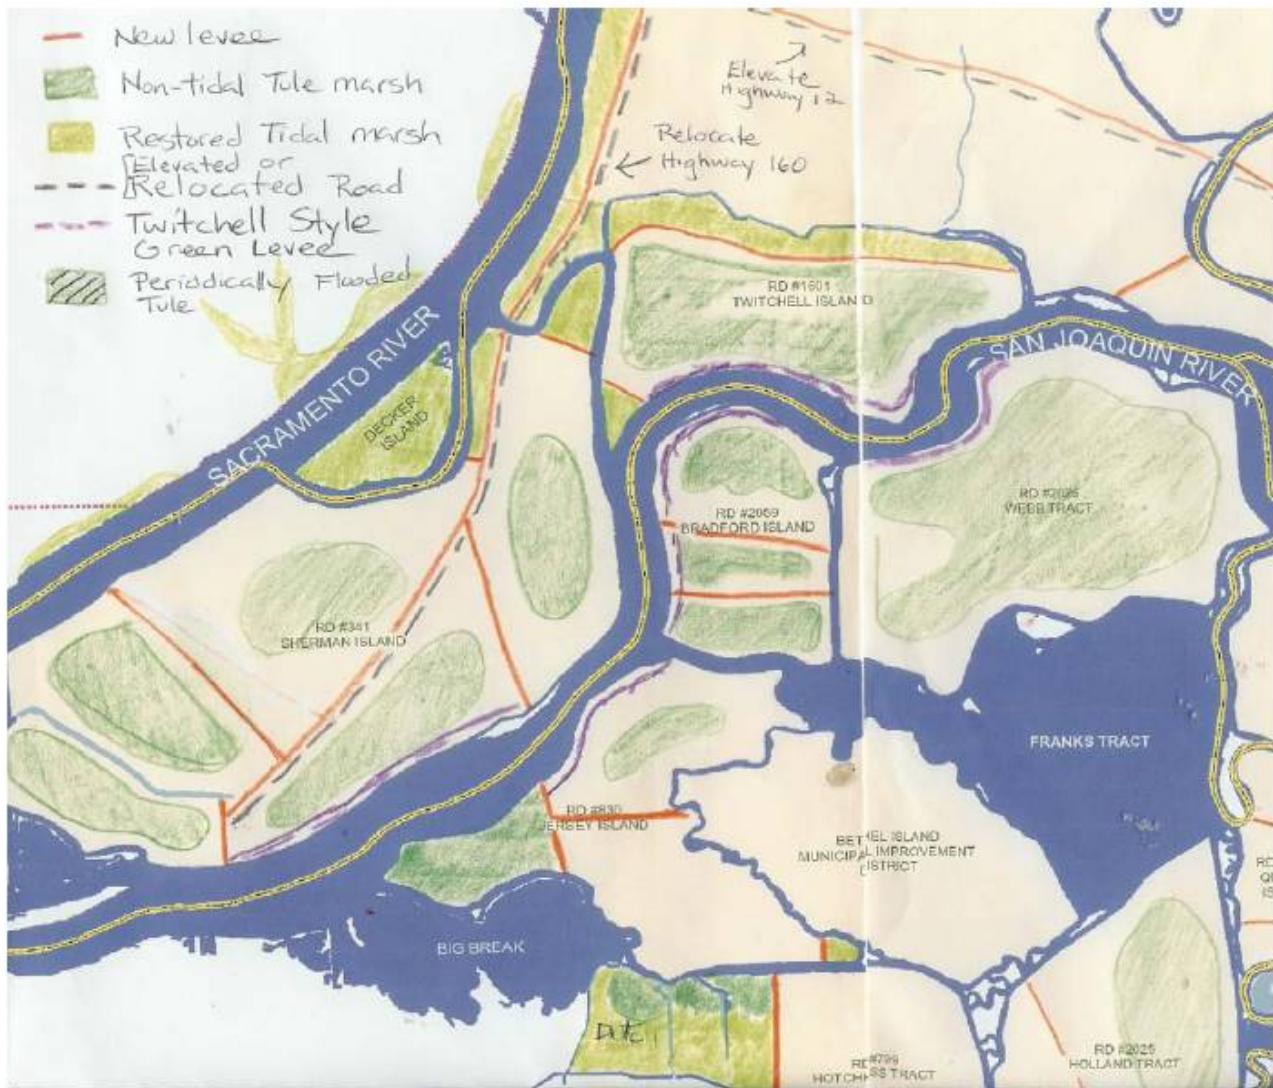 New levee
Non-tidal Tule marsh
Restored Tidal marsh
[Elevated or
Relocated Road
Twitchell Style
Green Levee
Periodically Flooded
Tule
Elevate
Highway 12
Relocate
Highway 160
RD #1601
TWITCHELL ISLAND
SAN JOAQUIN RIVER
SACRAMENTO RIVER
DECKER
ISLAND
RD #2026
WEBB TRACT
RD #2059
BRADFORD ISLAND
RD #341
SHERMAN ISLAND
FRANKS TRACT
RD #830
JERSEY ISLAND
BETHEL ISLAND
MUNICIPAL IMPROVEMENT
DISTRICT
RD
IS
BIG BREAK
RD #799
HOTCHKISS TRACT
RD #2025
HOLLAND TRACT